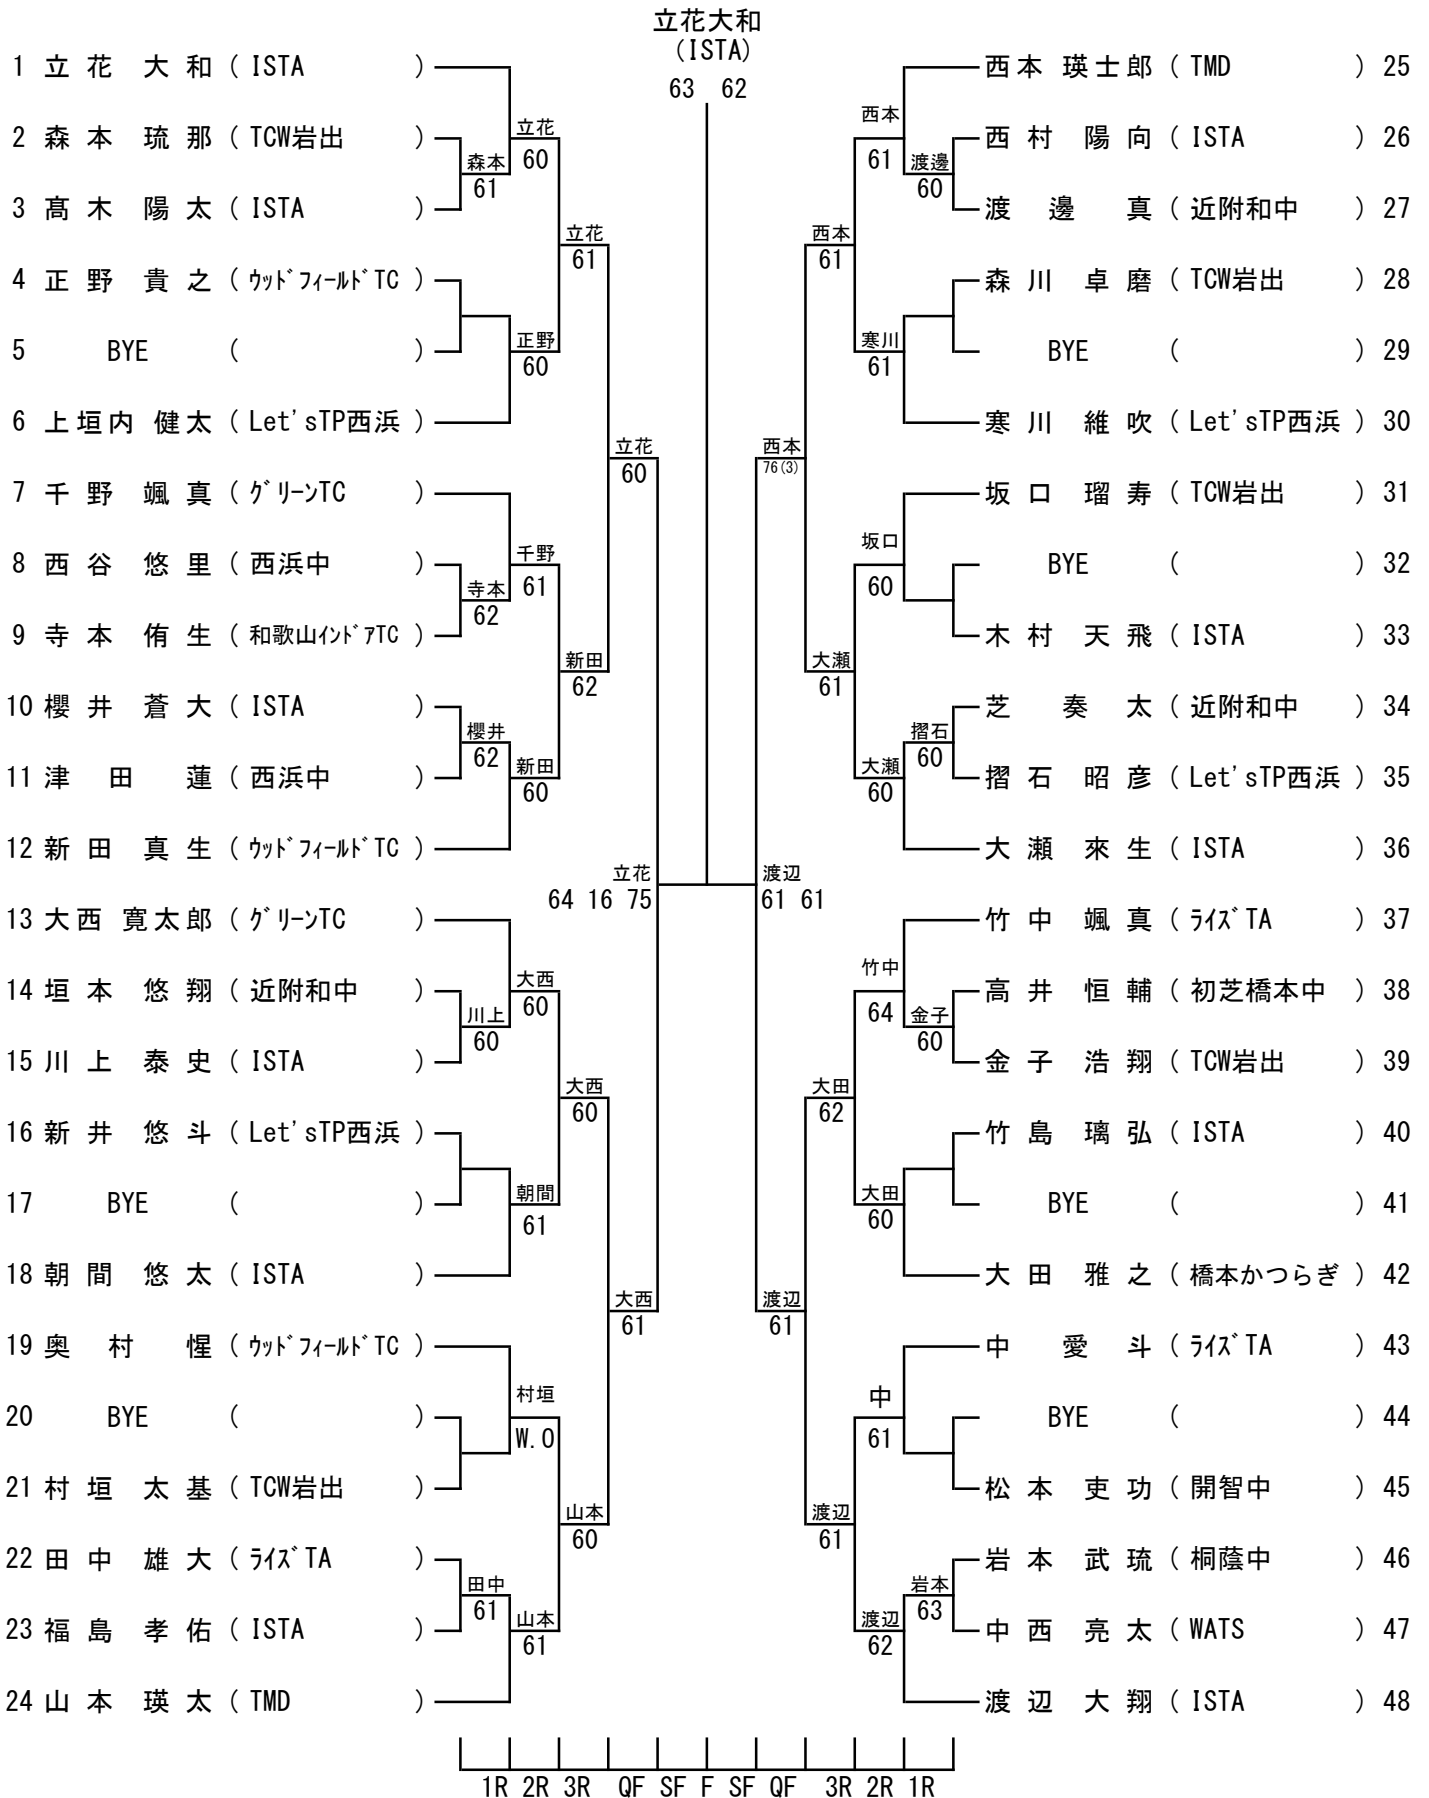 立花大和
(ISTA)
63 62
1 立花 大和 ( ISTA )
2 森本 琉那 ( TCW岩出 )
3 髙木 陽太 ( ISTA )
4 正野 貴之 ( ウッドフィールドTC )
5 BYE ( )
6 上垣内 健太 ( Let'sTP西浜 )
7 千野 颯真 ( グリーンTC )
8 西谷 悠里 ( 西浜中 )
9 寺本 侑生 ( 和歌山インドアTC )
10 櫻井 蒼大 ( ISTA )
11 津田 蓮 ( 西浜中 )
12 新田 真生 ( ウッドフィールドTC )
13 大西 寛太郎 ( グリーンTC )
14 垣本 悠翔 ( 近附和中 )
15 川上 泰史 ( ISTA )
16 新井 悠斗 ( Let'sTP西浜 )
17 BYE ( )
18 朝間 悠太 ( ISTA )
19 奥村 惺 ( ウッドフィールドTC )
20 BYE ( )
21 村垣 太基 ( TCW岩出 )
22 田中 雄大 ( ライズTA )
23 福島 孝佑 ( ISTA )
24 山本 瑛太 ( TMD )
森本
61
櫻井
62
寺本
62
川上
60
田中
61
立花
60
正野
60
千野
61
新田
60
大西
60
朝間
61
村垣
W.O
山本
61
立花
61
新田
62
大西
60
山本
60
立花
60
大西
61
立花
64 16 75
渡辺
61 61
西本
76(3)
渡辺
61
西本
61
大瀬
61
大田
62
渡辺
61
西本
61
寒川
61
坂口
60
大瀬
60
竹中
64
大田
60
中
61
渡辺
62
渡邊
60
摺石
60
金子
60
岩本
63
西本 瑛士郎 ( TMD ) 25
西村 陽向 ( ISTA ) 26
渡邊 真 ( 近附和中 ) 27
森川 卓磨 ( TCW岩出 ) 28
BYE ( ) 29
寒川 維吹 ( Let'sTP西浜 ) 30
坂口 瑠寿 ( TCW岩出 ) 31
BYE ( ) 32
木村 天飛 ( ISTA ) 33
芝 奏太 ( 近附和中 ) 34
摺石 昭彦 ( Let'sTP西浜 ) 35
大瀬 來生 ( ISTA ) 36
竹中 颯真 ( ライズTA ) 37
高井 恒輔 ( 初芝橋本中 ) 38
金子 浩翔 ( TCW岩出 ) 39
竹島 璃弘 ( ISTA ) 40
BYE ( ) 41
大田 雅之 ( 橋本かつらぎ ) 42
中 愛斗 ( ライズTA ) 43
BYE ( ) 44
松本 吏功 ( 開智中 ) 45
岩本 武琉 ( 桐蔭中 ) 46
中西 亮太 ( WATS ) 47
渡辺 大翔 ( ISTA ) 48
1R 2R 3R QF SF F SF QF 3R 2R 1R